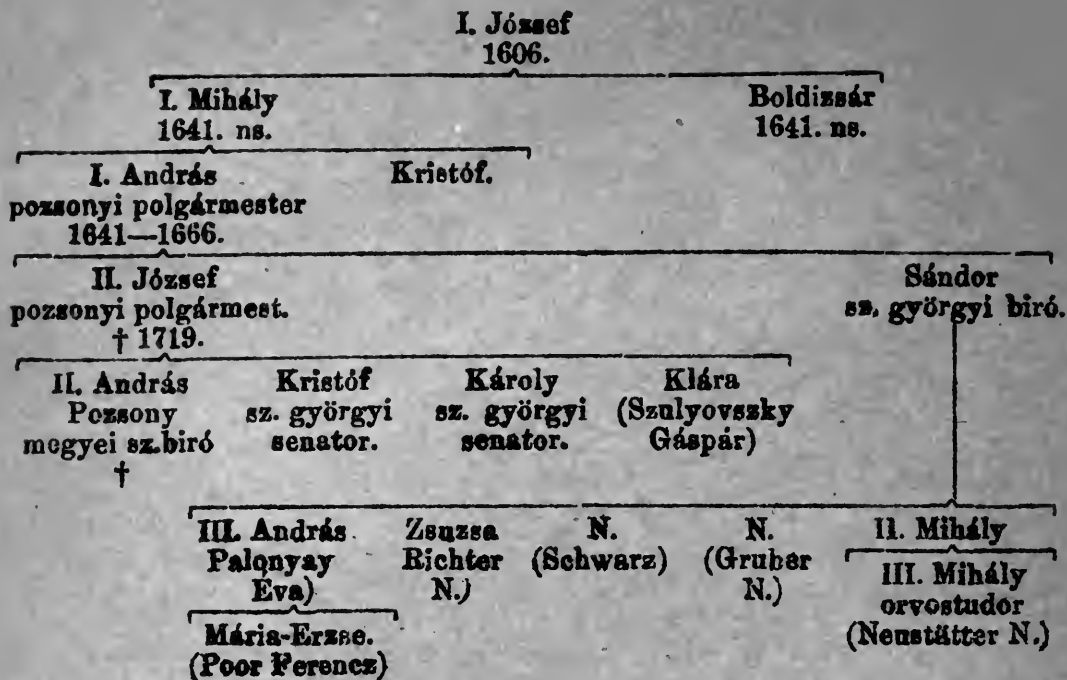 I. József
1606.
I. Mihály
1641. ns.
Boldizsár
1641. ns.
I. András
pozsonyi polgármester
1641—1666.
Kristóf.
II. József
pozsonyi polgármest.
† 1719.
Sándor
sz. györgyi biró.
II. András
Pozsony
megyei sz.biró
†
Kristóf
sz. györgyi
senator.
Károly
sz. györgyi
senator.
Klára
(Szulyovszky
Gáspár)
III. András
Palonyay
Eva)
Zsuzsa
Richter
N.)
N.
(Schwarz)
N.
(Gruber
N.)
II. Mihály
III. Mihály
orvostudor
(Neustätter N.)
Mária-Erzse.
(Poor Ferencz)